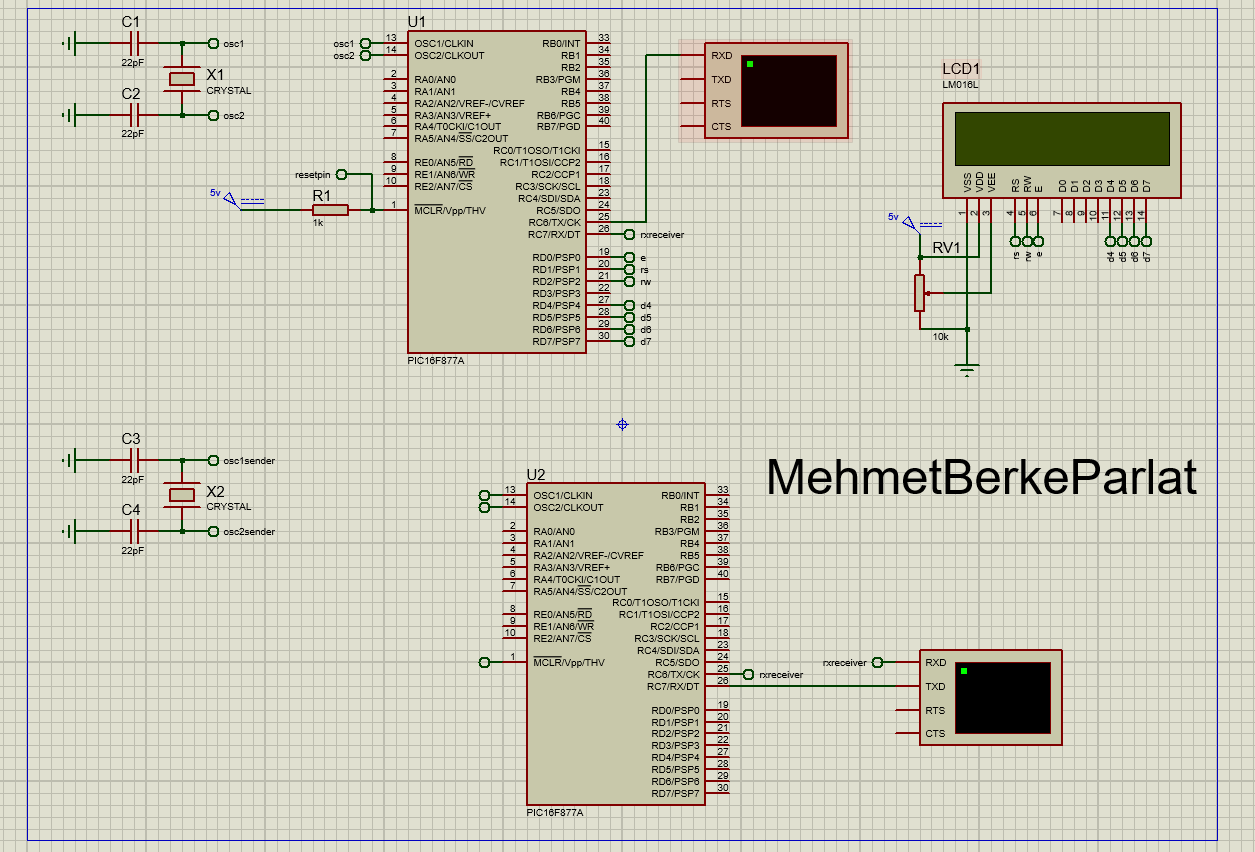 C1
osc1
22pF
X1
CRYSTAL
C2
osc2
22pF
resetpin
5v
R1
1k
U1
osc1 13 OSC1/CLKIN RB0/INT 33
osc2 14 OSC2/CLKOUT RB1 34
RB2 35
2 RA0/AN0 RB3/PGM 36
3 RA1/AN1 RB4 37
4 RA2/AN2/VREF-/CVREF RB5 38
5 RA3/AN3/VREF+ RB6/PGC 39
6 RA4/T0CKI/C1OUT RB7/PGD 40
7 RA5/AN4/SS/C2OUT
RC0/T1OSO/T1CKI 15
8 RE0/AN5/RD RC1/T1OSI/CCP2 16
9 RE1/AN6/WR RC2/CCP1 17
10 RE2/AN7/CS RC3/SCK/SCL 18
RC4/SDI/SDA 23
1 MCLR/Vpp/THV RC5/SDO 24
RC6/TX/CK 25
RC7/RX/DT 26 rxreceiver
RD0/PSP0 19 e
RD1/PSP1 20 rs
RD2/PSP2 21 rw
RD3/PSP3 22
RD4/PSP4 27 d4
RD5/PSP5 28 d5
RD6/PSP6 29 d6
RD7/PSP7 30 d7
PIC16F877A
RXD
TXD
RTS
CTS
LCD1
LM016L
VSS VDD VEE RS RW E D0 D1 D2 D3 D4 D5 D6 D7
1 2 3 4 5 6 7 8 9 10 11 12 13 14
rs rw e d4 d5 d6 d7
5v
RV1
10k
C3
osc1sender
22pF
X2
CRYSTAL
C4
osc2sender
22pF
MehmetBerkeParlat
U2
13 OSC1/CLKIN RB0/INT 33
14 OSC2/CLKOUT RB1 34
RB2 35
2 RA0/AN0 RB3/PGM 36
3 RA1/AN1 RB4 37
4 RA2/AN2/VREF-/CVREF RB5 38
5 RA3/AN3/VREF+ RB6/PGC 39
6 RA4/T0CKI/C1OUT RB7/PGD 40
7 RA5/AN4/SS/C2OUT
RC0/T1OSO/T1CKI 15
8 RE0/AN5/RD RC1/T1OSI/CCP2 16
9 RE1/AN6/WR RC2/CCP1 17
10 RE2/AN7/CS RC3/SCK/SCL 18
RC4/SDI/SDA 23
1 MCLR/Vpp/THV RC5/SDO 24
RC6/TX/CK 25 rxreceiver
RC7/RX/DT 26
RD0/PSP0 19
RD1/PSP1 20
RD2/PSP2 21
RD3/PSP3 22
RD4/PSP4 27
RD5/PSP5 28
RD6/PSP6 29
RD7/PSP7 30
PIC16F877A
rxreceiver RXD
TXD
RTS
CTS